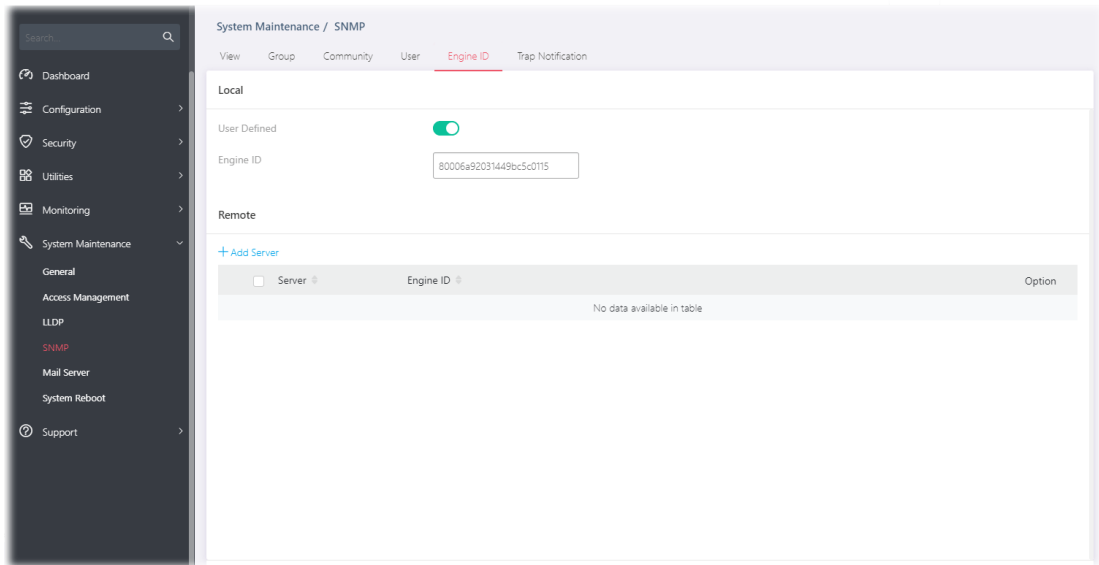 Search...
Dashboard
Configuration
Security
Utilities
Monitoring
System Maintenance
General
Access Management
LLDP
SNMP
Mail Server
System Reboot
Support
System Maintenance / SNMP
View Group Community User Engine ID Trap Notification
Local
User Defined
Engine ID 80006a92031449bc5c0115
Remote
+ Add Server
Server Engine ID Option
No data available in table